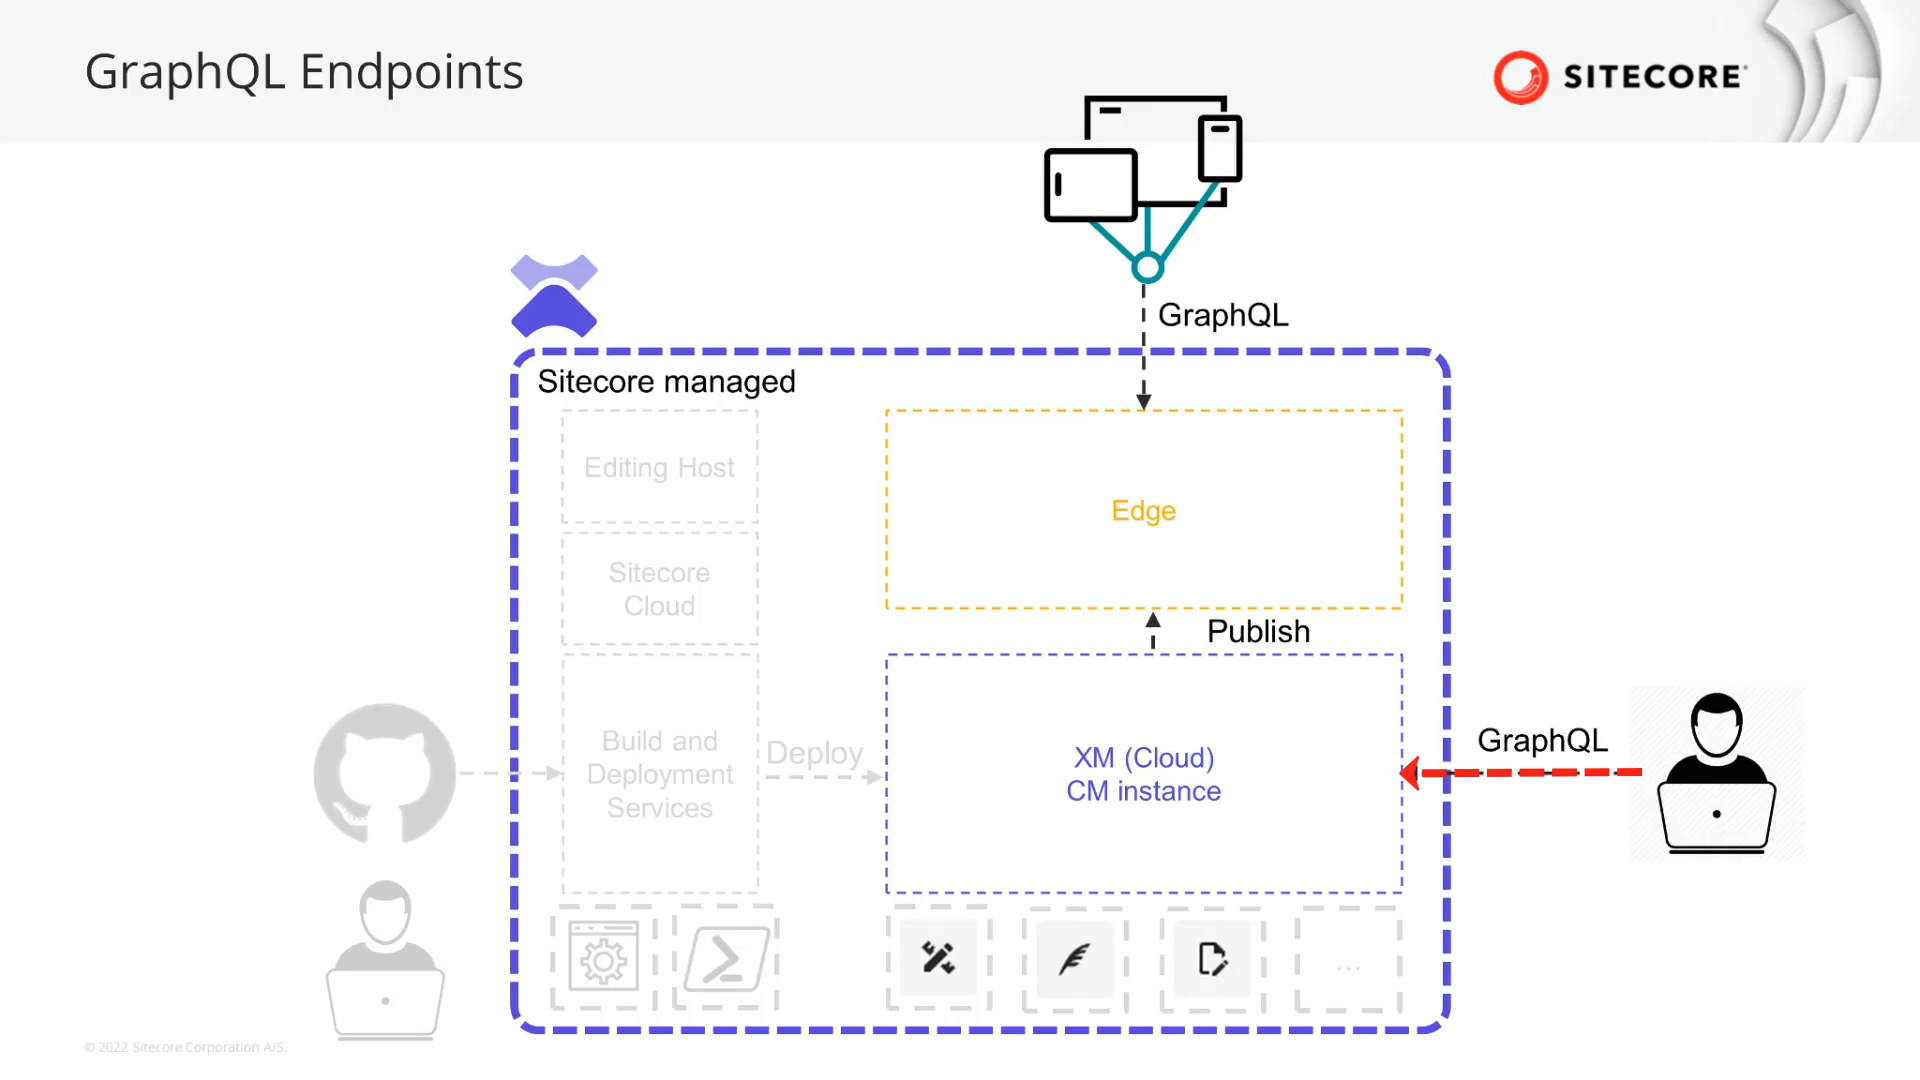 GraphQL Endpoints
SITECORE
GraphQL
Sitecore managed
Editing Host
Edge
Sitecore
Cloud
Publish
Build and
Deployment
Services
Deploy
XM (Cloud)
CM instance
GraphQL
...
© 2022 Sitecore Corporation A/S.